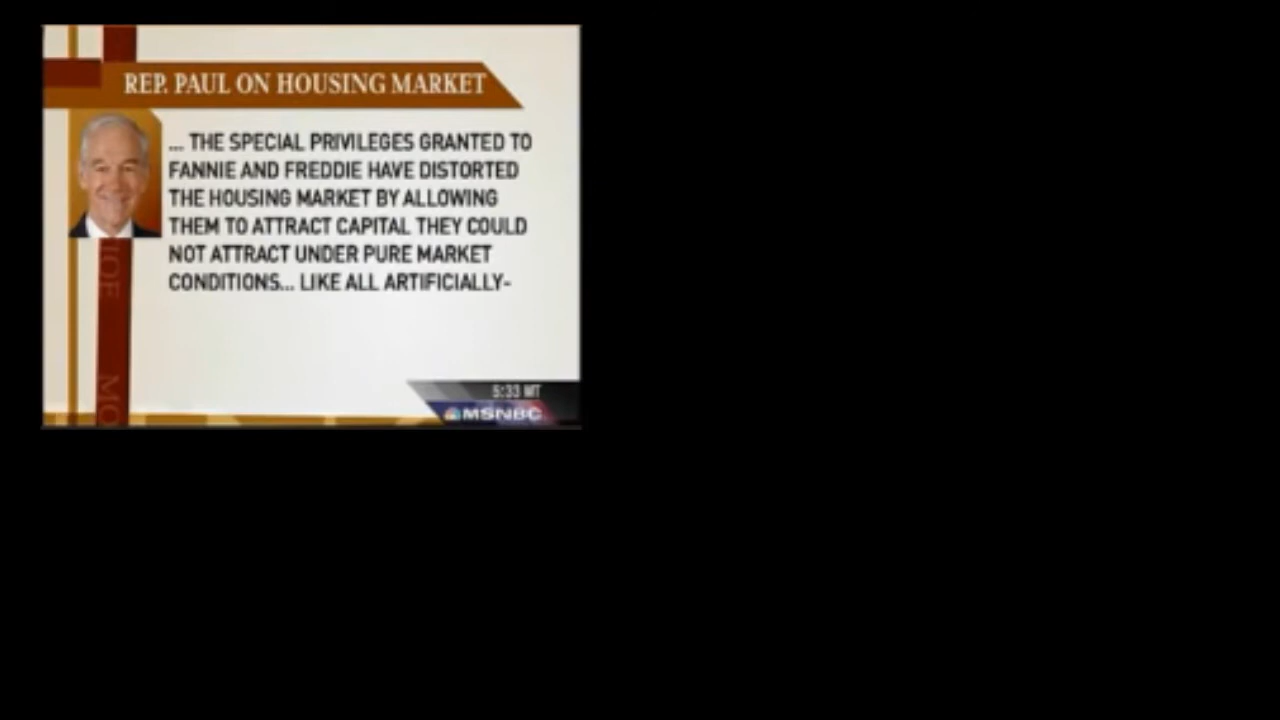 REP. PAUL ON HOUSING MARKET
... THE SPECIAL PRIVILEGES GRANTED TO
FANNIE AND FREDDIE HAVE DISTORTED
THE HOUSING MARKET BY ALLOWING
THEM TO ATTRACT CAPITAL THEY COULD
NOT ATTRACT UNDER PURE MARKET
CONDITIONS... LIKE ALL ARTIFICIALLY-
JOE
MO
5:33 MT
MSNBC